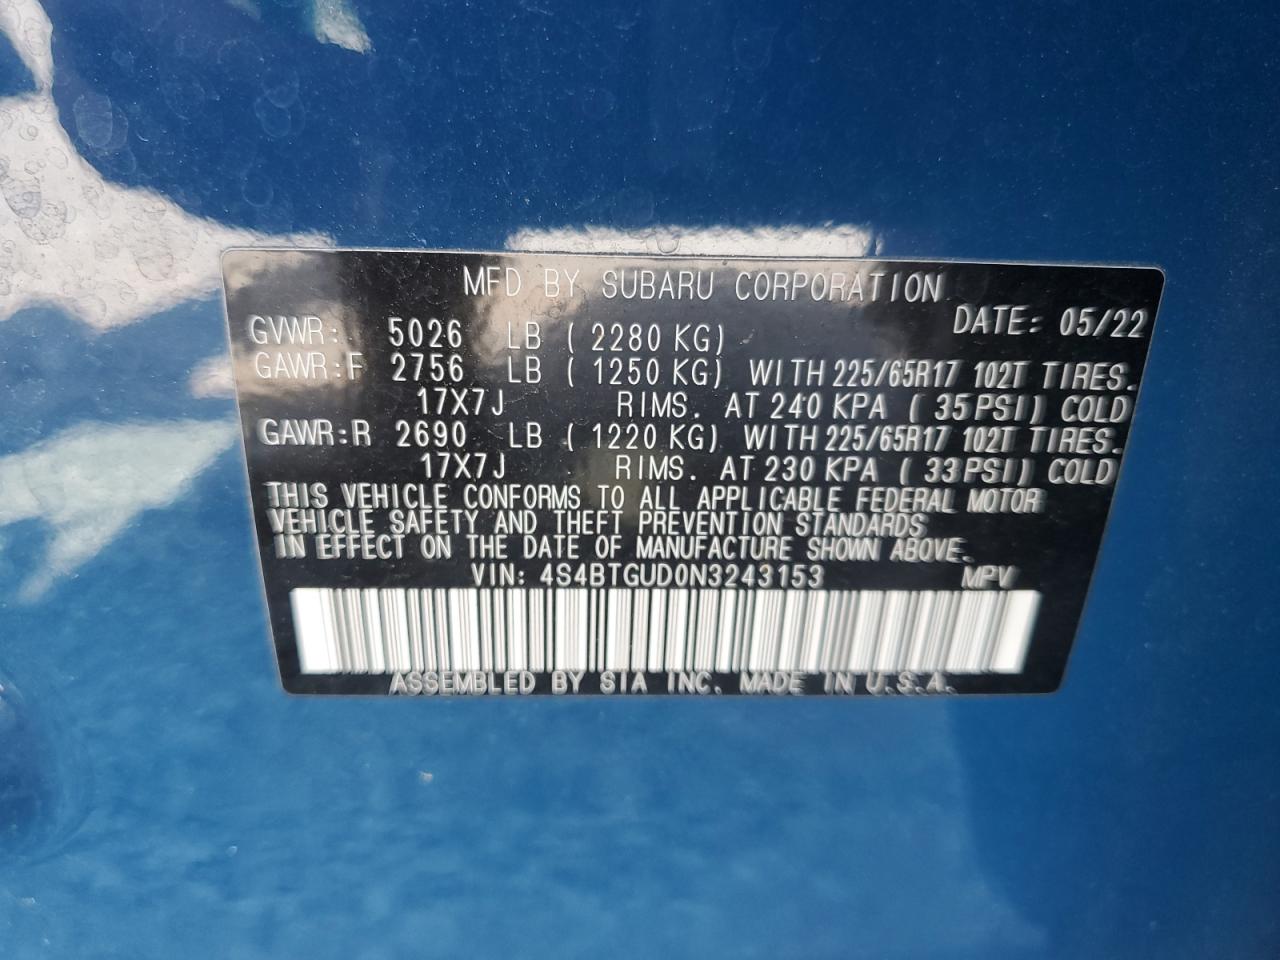 MFD BY SUBARU CORPORATION
DATE: 05/22
GVWR: 5026 LB ( 2280 KG)
GAWR:F 2756 LB ( 1250 KG) WITH 225/65R17 102T TIRES.
17X7J RIMS. AT 240 KPA ( 35PSI) COLD
GAWR:R 2690 LB ( 1220 KG) WITH 225/65R17 102T TIRES.
17X7J RIMS. AT 230 KPA ( 33PSI) COLD
THIS VEHICLE CONFORMS TO ALL APPLICABLE FEDERAL MOTOR
VEHICLE SAFETY AND THEFT PREVENTION STANDARDS
IN EFFECT ON THE DATE OF MANUFACTURE SHOWN ABOVE.
VIN: 4S4BTGUD0N3243153 MPV
ASSEMBLED BY SIA INC. MADE IN U.S.A.